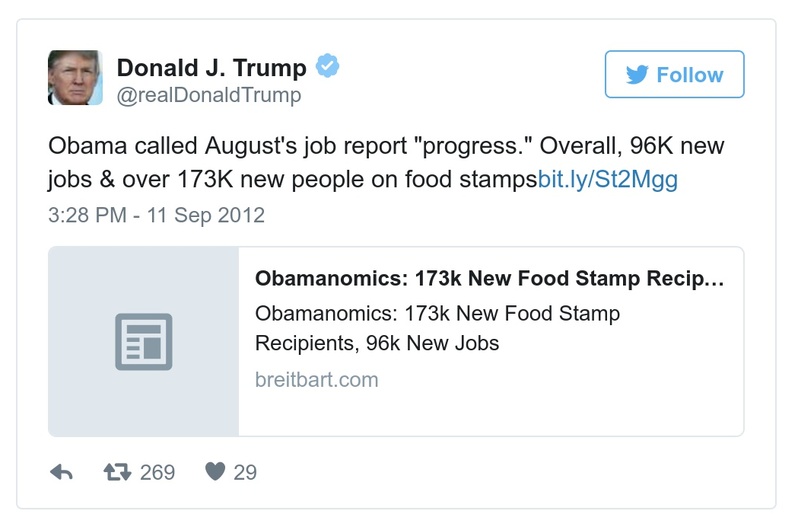 Donald J. Trump
@realDonaldTrump
Follow
Obama called August's job report "progress." Overall, 96K new
jobs & over 173K new people on food stampsbit.ly/St2Mgg
3:28 PM - 11 Sep 2012
Obamanomics: 173k New Food Stamp Recip...
Obamanomics: 173k New Food Stamp
Recipients, 96k New Jobs
breitbart.com
269
29